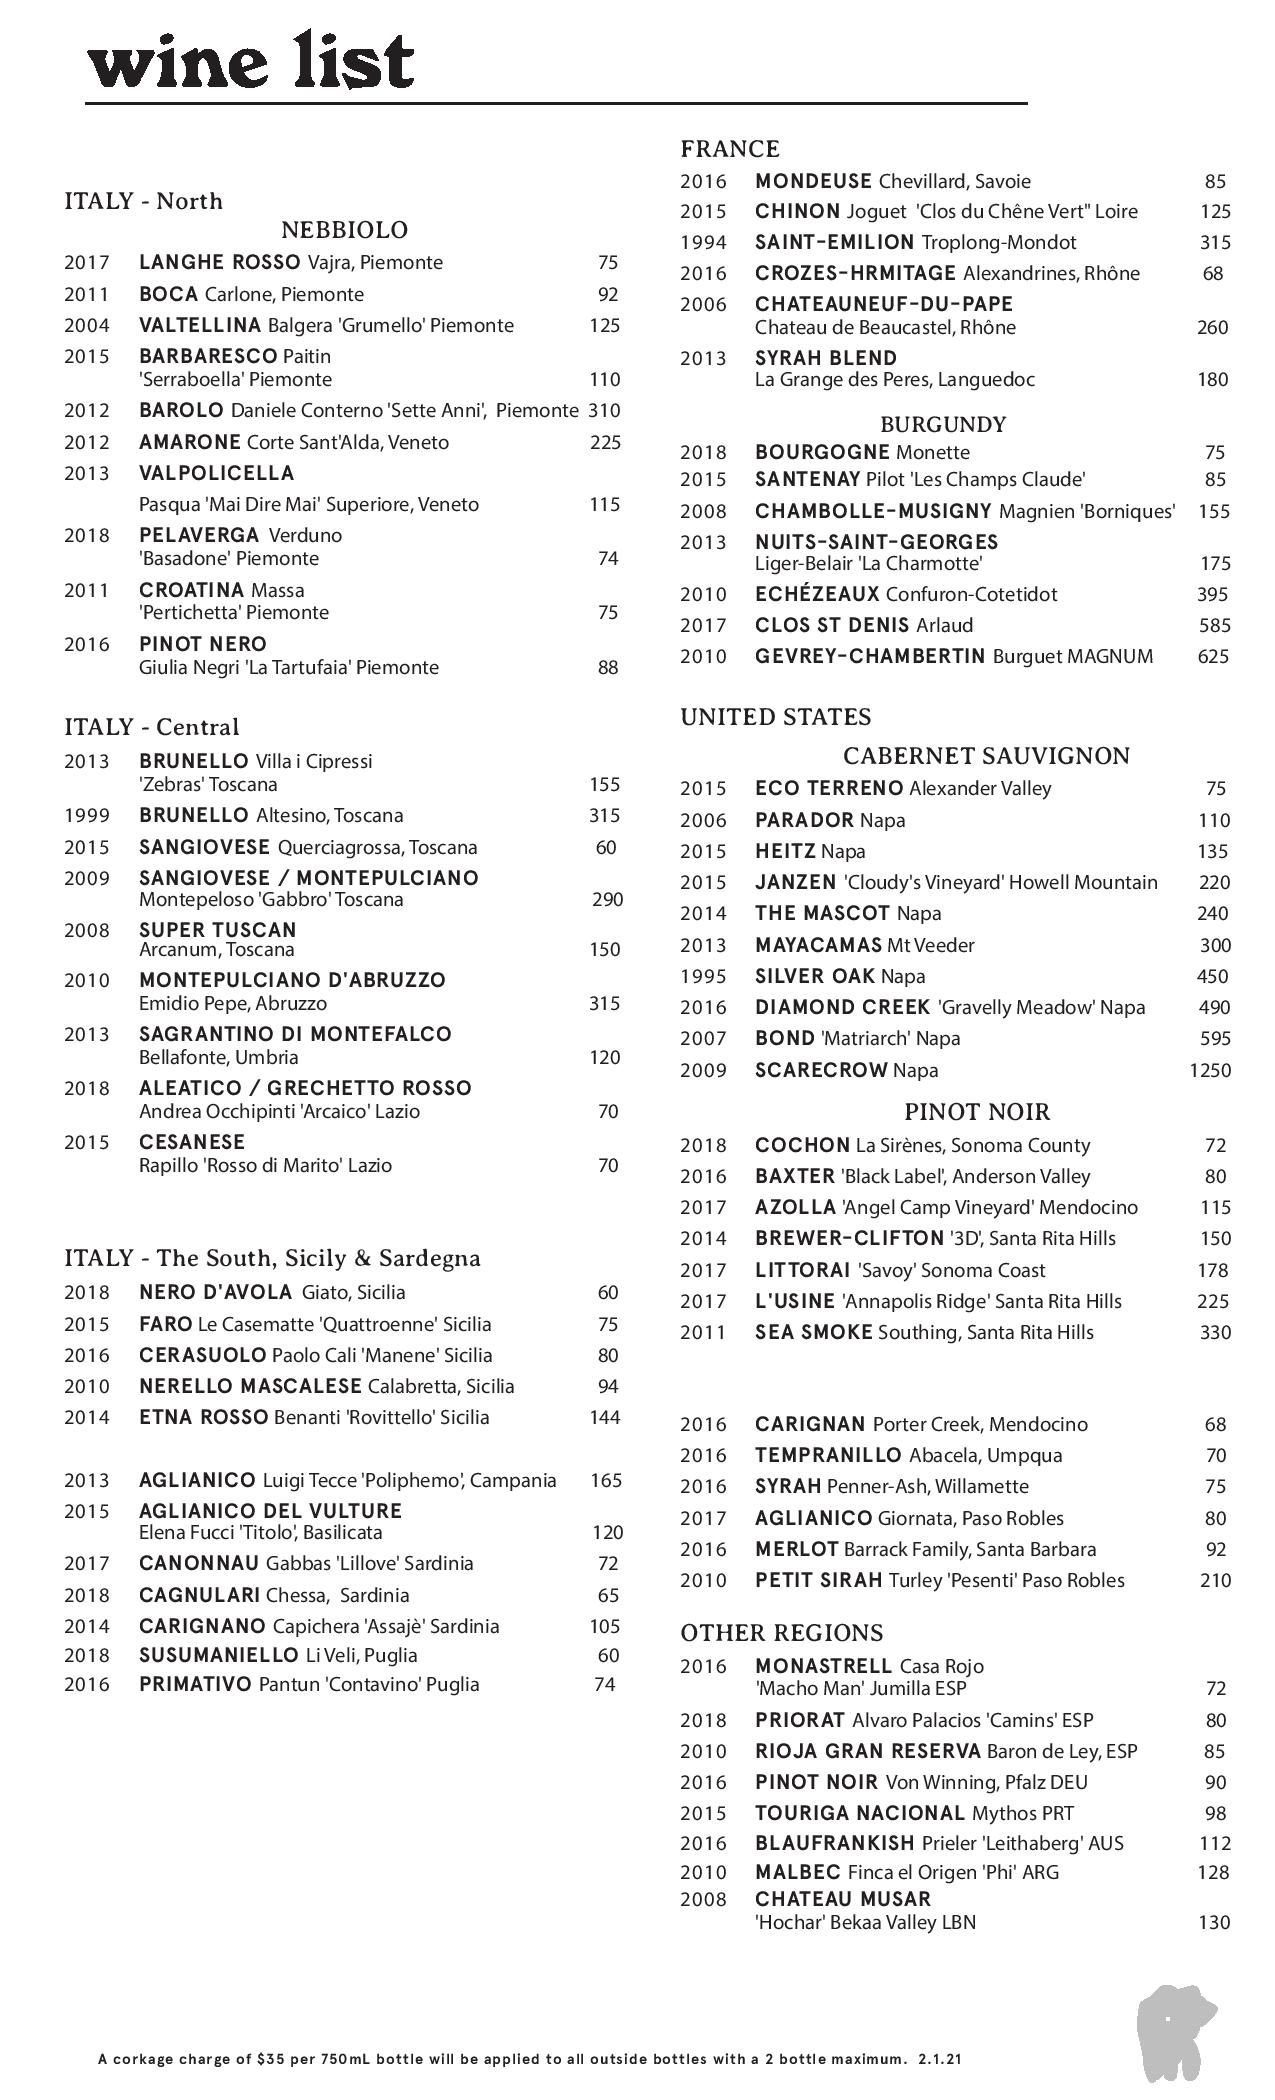 wine list
ITALY - North
NEBBIOLO
2017 LANGHE ROSSO Vajra, Piemonte 75
2011 BOCA Carlone, Piemonte 92
2004 VALTELLINA Balgera 'Grumello' Piemonte 125
2015 BARBARESCO Paitin
'Serraboella' Piemonte 110
2012 BAROLO Daniele Conterno 'Sette Anni', Piemonte 310
2012 AMARONE Corte Sant'Alda, Veneto 225
2013 VALPOLICELLA
Pasqua 'Mai Dire Mai' Superiore, Veneto 115
2018 PELAVERGA Verduno
'Basadone' Piemonte 74
2011 CROATINA Massa
'Pertichetta' Piemonte 75
2016 PINOT NERO
Giulia Negri 'La Tartufaia' Piemonte 88
ITALY - Central
2013 BRUNELLO Villa i Cipressi
'Zebras' Toscana 155
1999 BRUNELLO Altesino, Toscana 315
2015 SANGIOVESE Querciagrossa, Toscana 60
2009 SANGIOVESE / MONTEPULCIANO
Montepeloso 'Gabbro' Toscana 290
2008 SUPER TUSCAN
Arcanum, Toscana 150
2010 MONTEPULCIANO D'ABRUZZO
Emidio Pepe, Abruzzo 315
2013 SAGRANTINO DI MONTEFALCO
Bellafonte, Umbria 120
2018 ALEATICO / GRECHETTO ROSSO
Andrea Occhipinti 'Arcaico' Lazio 70
2015 CESANESE
Rapillo 'Rosso di Marito' Lazio 70
ITALY - The South, Sicily & Sardegna
2018 NERO D'AVOLA Giato, Sicilia 60
2015 FARO Le Casematte 'Quattroenne' Sicilia 75
2016 CERASUOLO Paolo Cali 'Manene' Sicilia 80
2010 NERELLO MASCALESE Calabretta, Sicilia 94
2014 ETNA ROSSO Benanti 'Rovittello' Sicilia 144
2013 AGLIANICO Luigi Tecce 'Poliphemo', Campania 165
2015 AGLIANICO DEL VULTURE
Elena Fucci 'Titolo', Basilicata 120
2017 CANONNAU Gabbas 'Lillove' Sardinia 72
2018 CAGNULARI Chessa, Sardinia 65
2014 CARIGNANO Capichera 'Assajè' Sardinia 105
2018 SUSUMANIELLO Li Veli, Puglia 60
2016 PRIMATIVO Pantun 'Contavino' Puglia 74
FRANCE
2016 MONDEUSE Chevillard, Savoie 85
2015 CHINON Joguet 'Clos du Chêne Vert" Loire 125
1994 SAINT-EMILION Troplong-Mondot 315
2016 CROZES-HRMITAGE Alexandrines, Rhône 68
2006 CHATEAUNEUF-DU-PAPE
Chateau de Beaucastel, Rhône 260
2013 SYRAH BLEND
La Grange des Peres, Languedoc 180
BURGUNDY
2018 BOURGOGNE Monette 75
2015 SANTENAY Pilot 'Les Champs Claude' 85
2008 CHAMBOLLE-MUSIGNY Magnien 'Borniques' 155
2013 NUITS-SAINT-GEORGES
Liger-Belair 'La Charmotte' 175
2010 ECHÉZEAUX Confuron-Cotetidot 395
2017 CLOS ST DENIS Arlaud 585
2010 GEVREY-CHAMBERTIN Burguet MAGNUM 625
UNITED STATES
CABERNET SAUVIGNON
2015 ECO TERRENO Alexander Valley 75
2006 PARADOR Napa 110
2015 HEITZ Napa 135
2015 JANZEN 'Cloudy's Vineyard' Howell Mountain 220
2014 THE MASCOT Napa 240
2013 MAYACAMAS Mt Veeder 300
1995 SILVER OAK Napa 450
2016 DIAMOND CREEK 'Gravelly Meadow' Napa 490
2007 BOND 'Matriarch' Napa 595
2009 SCARECROW Napa 1250
PINOT NOIR
2018 COCHON La Sirènes, Sonoma County 72
2016 BAXTER 'Black Label', Anderson Valley 80
2017 AZOLLA 'Angel Camp Vineyard' Mendocino 115
2014 BREWER-CLIFTON '3D', Santa Rita Hills 150
2017 LITTORAI 'Savoy' Sonoma Coast 178
2017 L'USINE 'Annapolis Ridge' Santa Rita Hills 225
2011 SEA SMOKE Southing, Santa Rita Hills 330
2016 CARIGNAN Porter Creek, Mendocino 68
2016 TEMPRANILLO Abacela, Umpqua 70
2016 SYRAH Penner-Ash, Willamette 75
2017 AGLIANICO Giornata, Paso Robles 80
2016 MERLOT Barrack Family, Santa Barbara 92
2010 PETIT SIRAH Turley 'Pesenti' Paso Robles 210
OTHER REGIONS
2016 MONASTRELL Casa Rojo
'Macho Man' Jumilla ESP 72
2018 PRIORAT Alvaro Palacios 'Camins' ESP 80
2010 RIOJA GRAN RESERVA Baron de Ley, ESP 85
2016 PINOT NOIR Von Winning, Pfalz DEU 90
2015 TOURIGA NACIONAL Mythos PRT 98
2016 BLAUFRANKISH Prieler 'Leithaberg' AUS 112
2010 MALBEC Finca el Origen 'Phi' ARG 128
2008 CHATEAU MUSAR
'Hochar' Bekaa Valley LBN 130
A corkage charge of $35 per 750mL bottle will be applied to all outside bottles with a 2 bottle maximum. 2.1.21